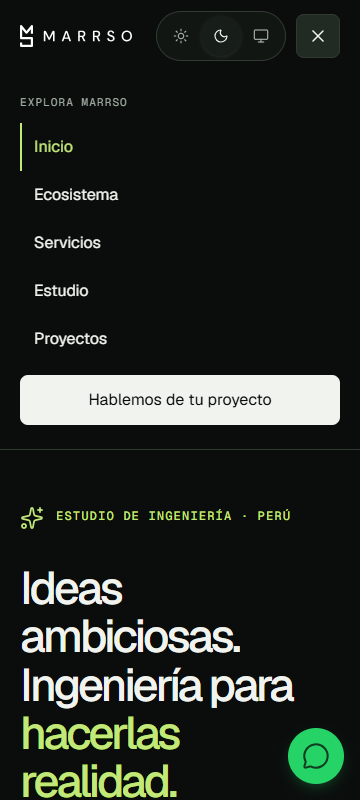 MARRSO
EXPLORA MARRSO
Inicio
Ecosistema
Servicios
Estudio
Proyectos
Hablemos de tu proyecto
ESTUDIO DE INGENIERÍA · PERÚ
Ideas
ambiciosas.
Ingeniería para
hacerlas
realidad.